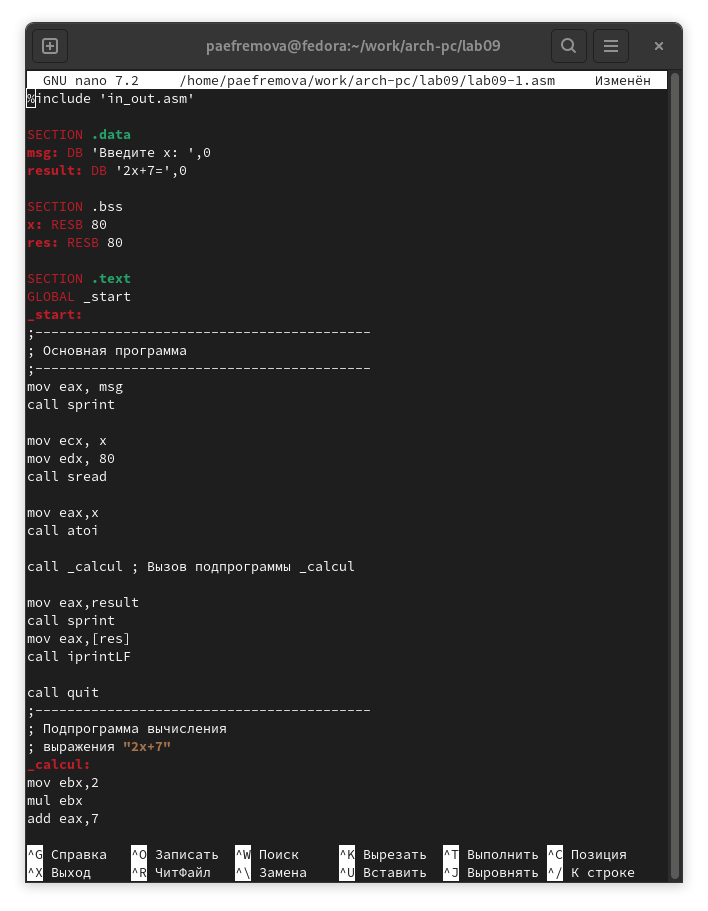 paefremova@fedora:~/work/arch-pc/lab09
GNU nano 7.2 /home/paefremova/work/arch-pc/lab09/lab09-1.asm Изменён
%include 'in_out.asm'
SECTION .data
msg: DB 'Введите x: ',0
result: DB '2x+7=',0
SECTION .bss
x: RESB 80
res: RESB 80
SECTION .text
GLOBAL _start
_start:
;------------------------------------------
; Основная программа
;------------------------------------------
mov eax, msg
call sprint
mov ecx, x
mov edx, 80
call sread
mov eax,x
call atoi
call _calcul ; Вызов подпрограммы _calcul
mov eax,result
call sprint
mov eax,[res]
call iprintLF
call quit
;------------------------------------------
; Подпрограмма вычисления
; выражения "2x+7"
_calcul:
mov ebx,2
mul ebx
add eax,7
^G Справка ^O Записать ^W Поиск ^K Вырезать ^T Выполнить ^C Позиция
^X Выход ^R ЧитФайл ^\ Замена ^U Вставить ^J Выровнять ^/ К строке